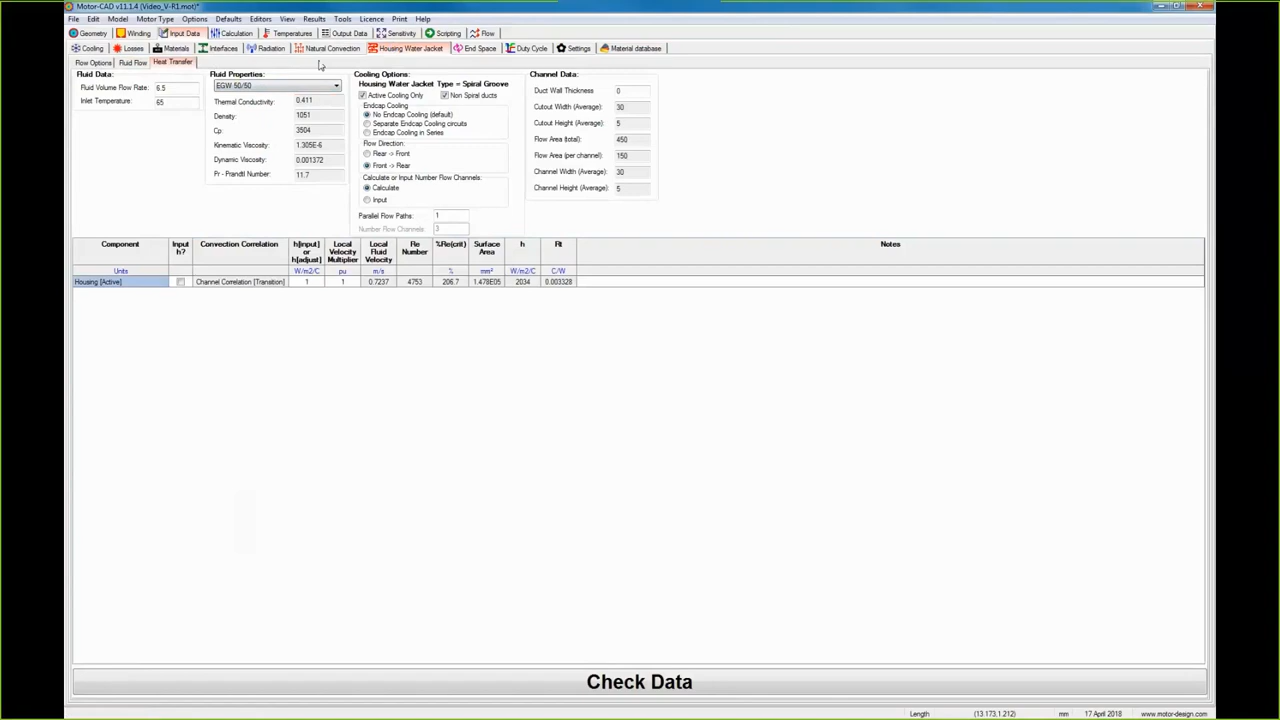 Motor-CAD v11.1.4 (Video_V-R1.mot)*
File Edit Model Motor Type Options Defaults Editors View Results Tools Licence Print Help
Geometry Winding Input Data Calculation Temperatures Output Data Sensitivity Scripting Flow
Cooling Losses Materials Interfaces Radiation Natural Convection Housing Water Jacket End Space Duty Cycle Settings Material database
Flow Options Fluid Flow Heat Transfer
Fluid Data:
Fluid Volume Flow Rate: 6.5
Inlet Temperature: 65
Fluid Properties:
EGW 50/50
Thermal Conductivity: 0.411
Density: 1051
Cp: 3504
Kinematic Viscosity: 1.305E-6
Dynamic Viscosity: 0.001372
Pr - Prandtl Number: 11.7
Cooling Options:
Housing Water Jacket Type = Spiral Groove
Active Cooling Only Non Spiral ducts
Endcap Cooling
No Endcap Cooling (default)
Separate Endcap Cooling circuits
Endcap Cooling in Series
Flow Direction:
Rear -> Front
Front -> Rear
Calculate or Input Number Flow Channels:
Calculate
Input
Parallel Flow Paths: 1
Number Flow Channels: 3
Channel Data:
Duct Wall Thickness 0
Cutout Width (Average): 30
Cutout Height (Average): 5
Flow Area (total): 450
Flow Area (per channel): 150
Channel Width (Average): 30
Channel Height (Average): 5
Component Input h? Convection Correlation h[input] or h[adjust] Local Velocity Multiplier Local Fluid Velocity Re Number %Re(crit) Surface Area h Rt Notes
Units W/m2/C pu m/s % mm² W/m2/C C/W
Housing [Active] Channel Correlation [Transition] 1 1 0.7237 4753 206.7 1.478E05 2034 0.003328
Check Data
Length (13.173,1.212) mm 17 April 2018 www.motor-design.com